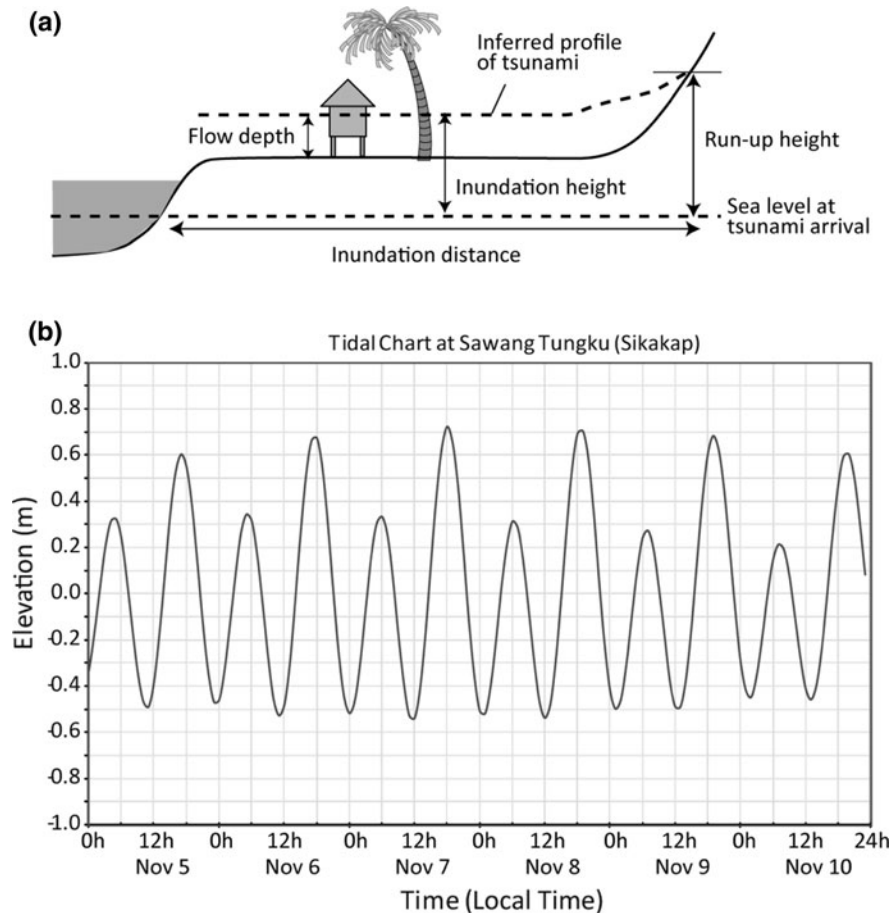 (a)
Inferred profile
of tsunami
Flow depth
Run-up height
Inundation height
Sea level at
tsunami arrival
Inundation distance
(b)
Tidal Chart at Sawang Tungku (Sikakap)
1.0
0.8
0.6
0.4
0.2
0.0
-0.2
-0.4
-0.6
-0.8
-1.0
Elevation (m)
0h 12h 0h 12h 0h 12h 0h 12h 0h 12h 0h 12h 24h
Nov 5 Nov 6 Nov 7 Nov 8 Nov 9 Nov 10
Time (Local Time)